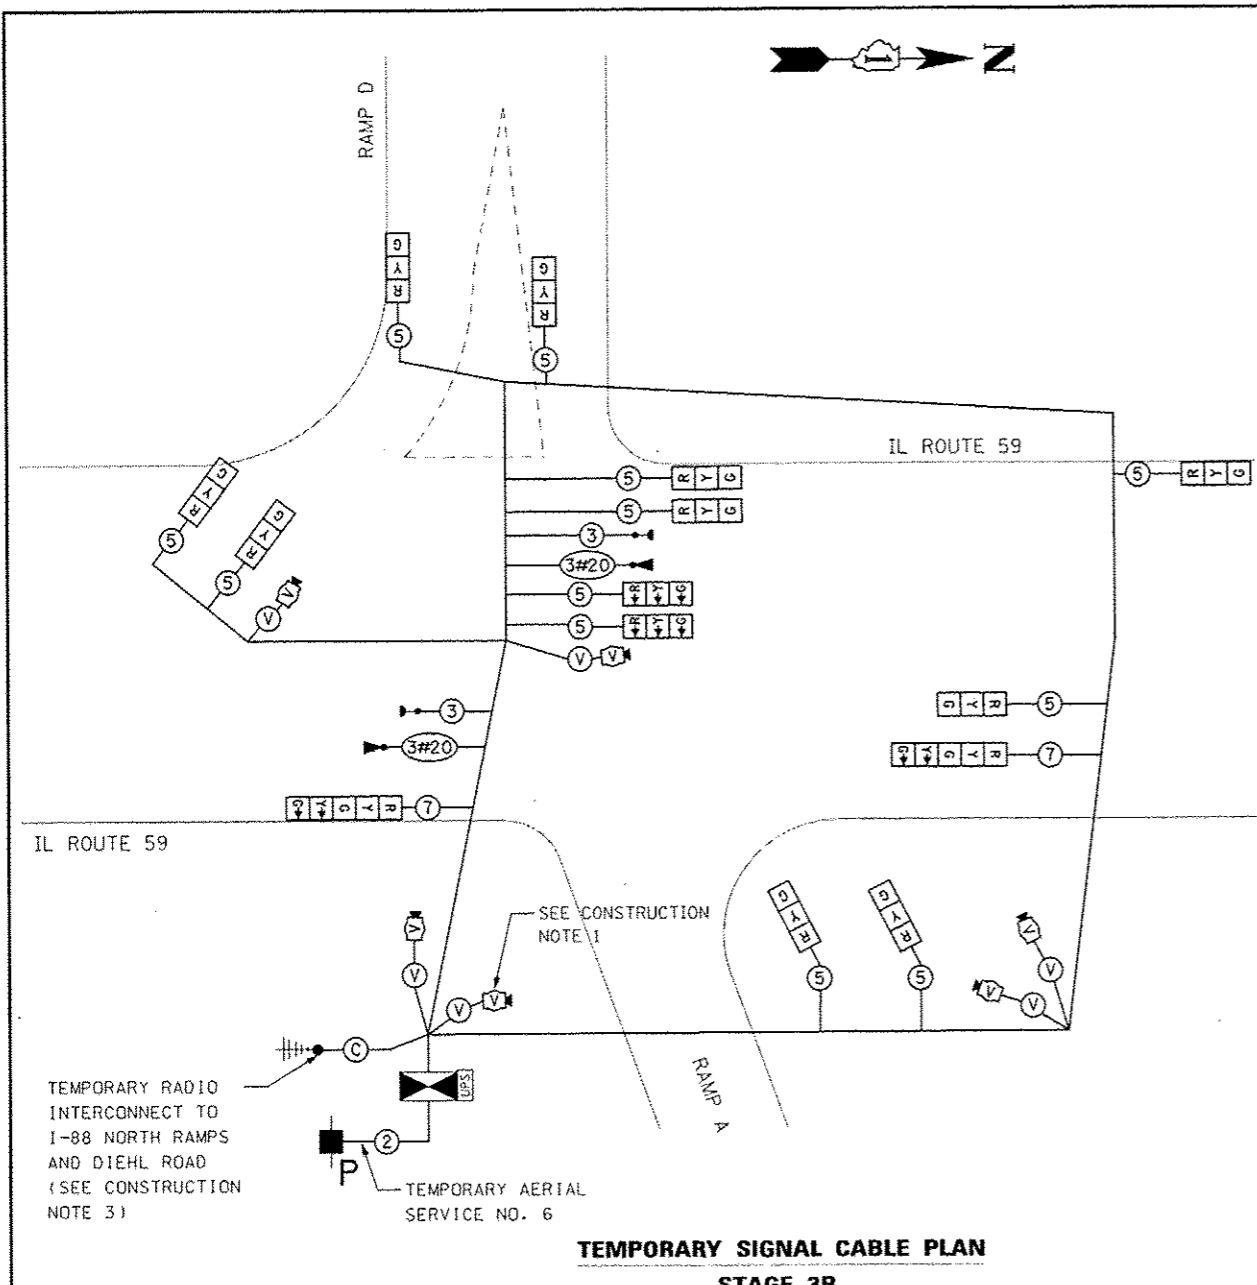 N
RAMP D
G Y R
5
G Y R
5
IL ROUTE 59
5 R Y G
5 R Y G
5 R Y G
3
3#20
5 R Y G
5 R Y G
V V
G Y R
5
G Y R
5
V V
3
3#20
G Y G Y R 7
G Y R 5
G Y G Y R 7
IL ROUTE 59
SEE CONSTRUCTION
NOTE 1
V
V
V V
G Y R
5
G Y R
5
V
V
V V
C
UPS
2
P
RAMP A
TEMPORARY RADIO
INTERCONNECT TO
I-88 NORTH RAMPS
AND DIEHL ROAD
(SEE CONSTRUCTION
NOTE 3)
TEMPORARY AERIAL
SERVICE NO. 6
TEMPORARY SIGNAL CABLE PLAN